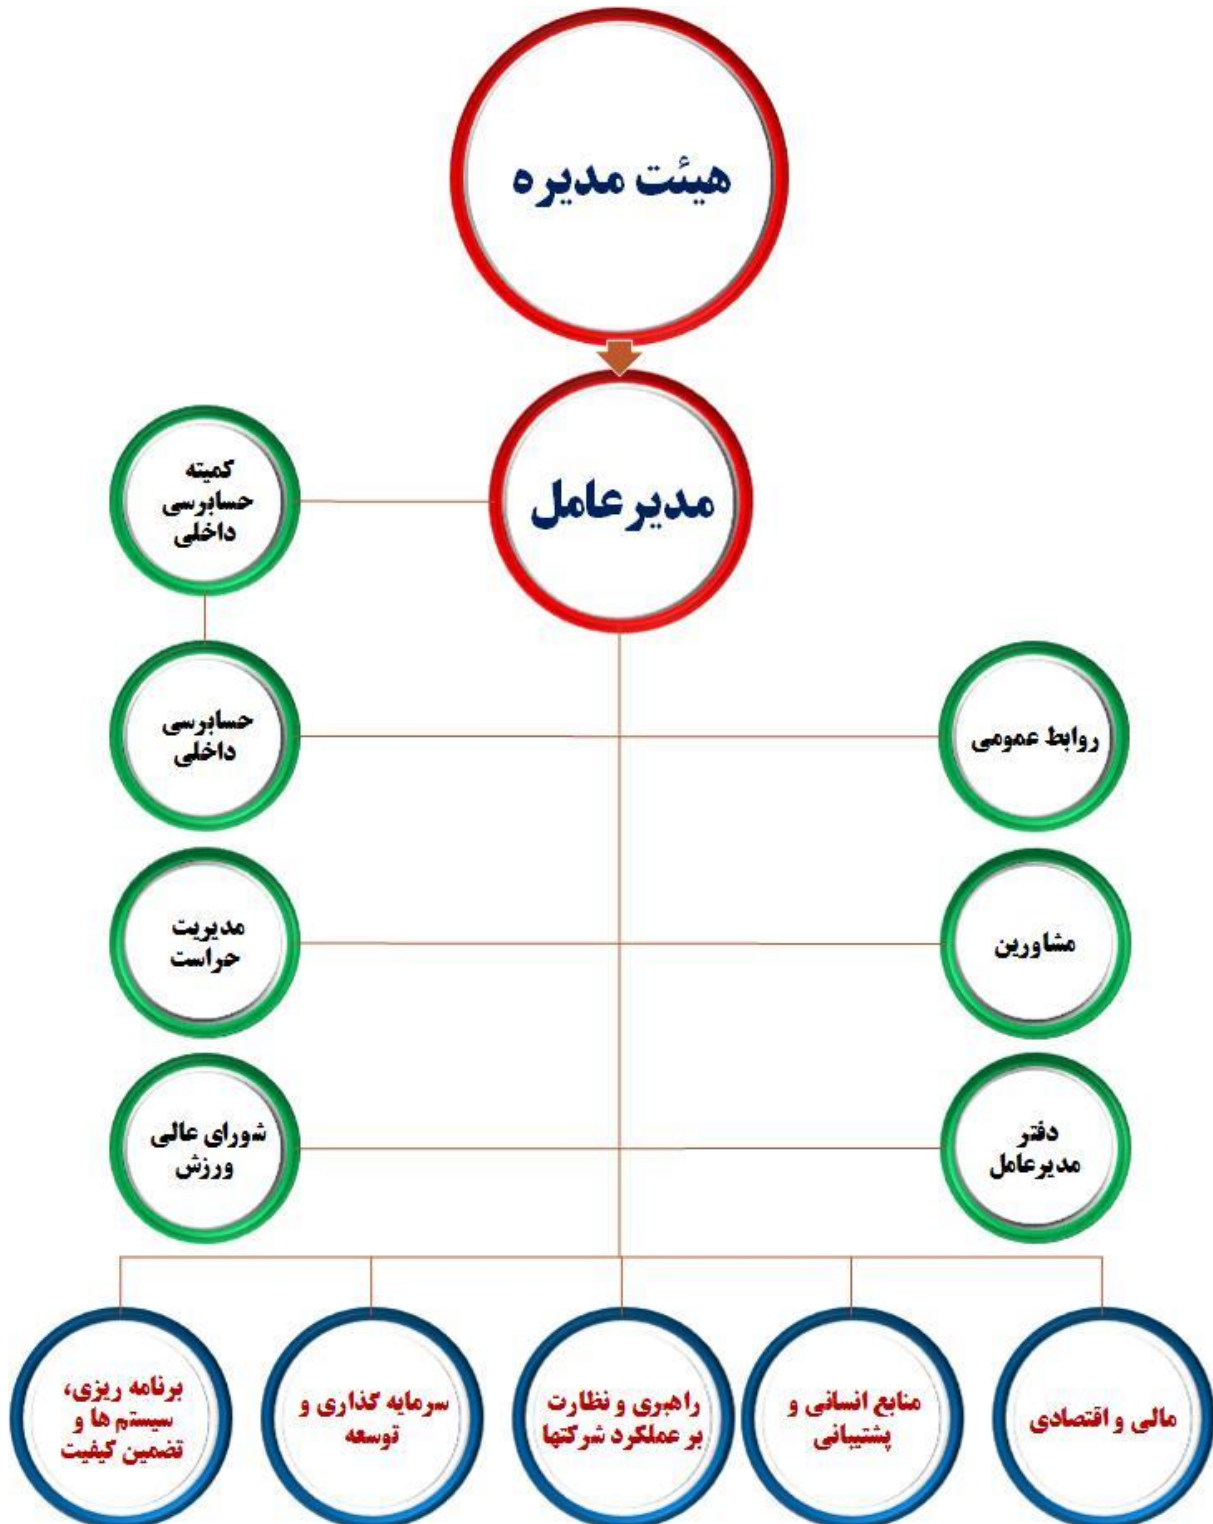 هیئت مدیره
مدیرعامل
کمیته
حسابرسی
داخلی
روابط عمومی
حسابرسی
داخلی
مشاورین
مدیریت
حراست
دفتر
مدیرعامل
شورای عالی
ورزش
مالی و اقتصادی
منابع انسانی و
پشتیبانی
راهبری و نظارت
بر عملکرد شرکتها
سرمایه گذاری و
توسعه
برنامه ریزی،
سیستم ها و
تضمین کیفیت